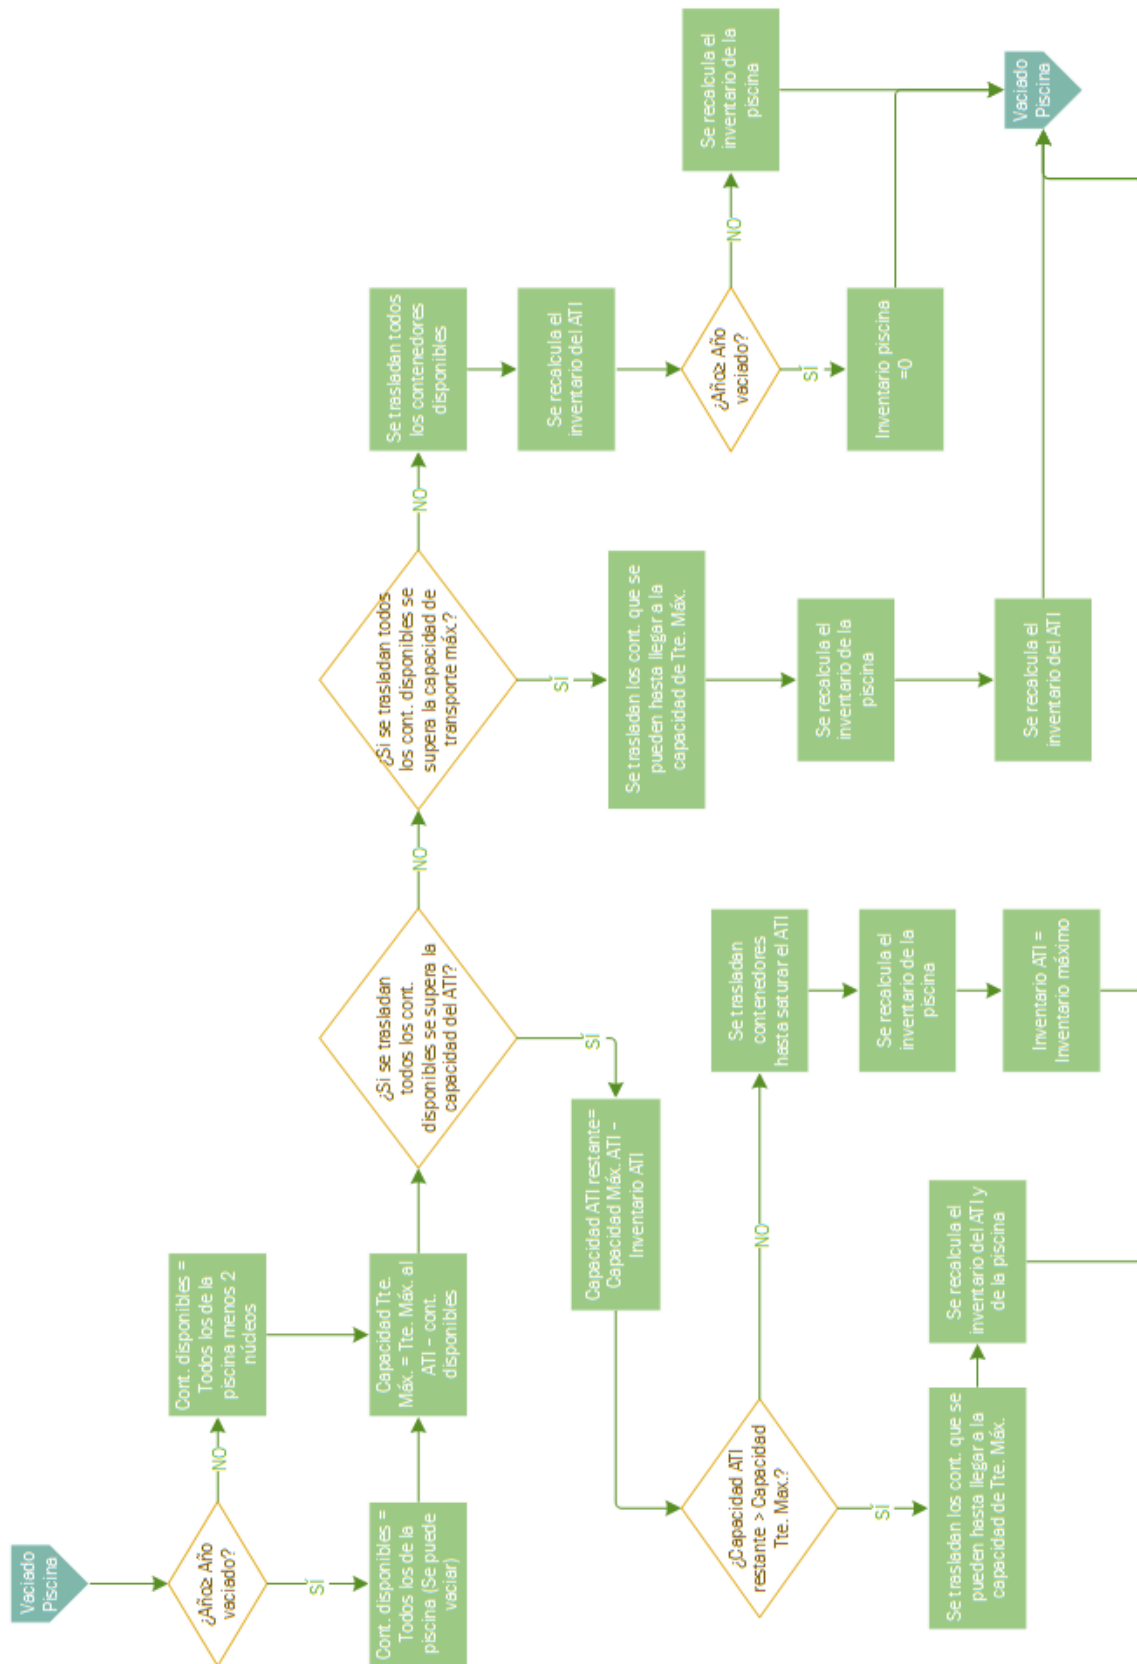 Vaciado
Piscina
¿Año≥ Año
vaciado?
NO
Cont. disponibles =
Todos los de la
piscina menos 2
núcleos
SÍ
Cont. disponibles =
Todos los de la
piscina (Se puede
vaciar)
Capacidad Tte.
Máx. = Tte. Máx. al
ATI – cont.
disponibles
¿Si se trasladan
todos los cont.
disponibles se supera la
capacidad del ATI?
NO
¿Si se trasladan todos
los cont. disponibles se
supera la capacidad de
transporte máx.?
NO
Se trasladan todos
los contenedores
disponibles
Se recalcula el
inventario del ATI
¿Año≥ Año
vaciado?
NO
Se recalcula el
inventario de la
piscina
SÍ
Inventario piscina
=0
Vaciado
Piscina
SÍ
Se trasladan los cont. que se
pueden hasta llegar a la
capacidad de Tte. Máx.
Se recalcula el
inventario de la
piscina
Se recalcula el
inventario del ATI
SÍ
Capacidad ATI restante=
Capacidad Máx. ATI –
Inventario ATI
¿Capacidad ATI
restante > Capacidad
Tte. Max.?
NO
Se trasladan
contenedores
hasta saturar el ATI
Se recalcula el
inventario de la
piscina
Inventario ATI =
Inventario máximo
SÍ
Se trasladan los cont. que se
pueden hasta llegar a la
capacidad de Tte. Máx.
Se recalcula el
inventario del ATI y
de la piscina